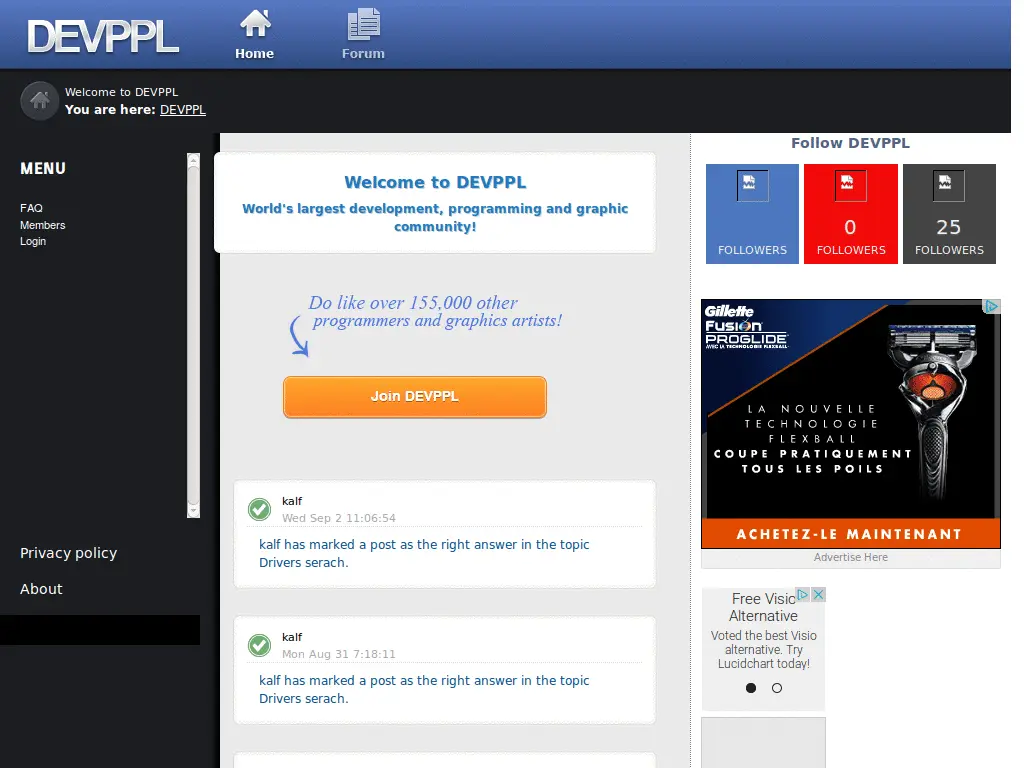 DEVPPL
Home
Forum
Welcome to DEVPPL
You are here: DEVPPL
MENU
FAQ
Members
Login
Privacy policy
About
Welcome to DEVPPL
World's largest development, programming and graphic
community!
Do like over 155,000 other
programmers and graphics artists!
Join DEVPPL
kalf
Wed Sep 2 11:06:54
kalf has marked a post as the right answer in the topic
Drivers serach.
kalf
Mon Aug 31 7:18:11
kalf has marked a post as the right answer in the topic
Drivers serach.
Follow DEVPPL
FOLLOWERS
0
FOLLOWERS
25
FOLLOWERS
Gillette
FUSION
PROGLIDE
AVEC LA TECHNOLOGIE FLEXBALL
LA NOUVELLE
TECHNOLOGIE
FLEXBALL
COUPE PRATIQUEMENT
TOUS LES POILS
ACHETEZ-LE MAINTENANT
Advertise Here
Free Visio
Alternative
Voted the best Visio
alternative. Try
Lucidchart today!